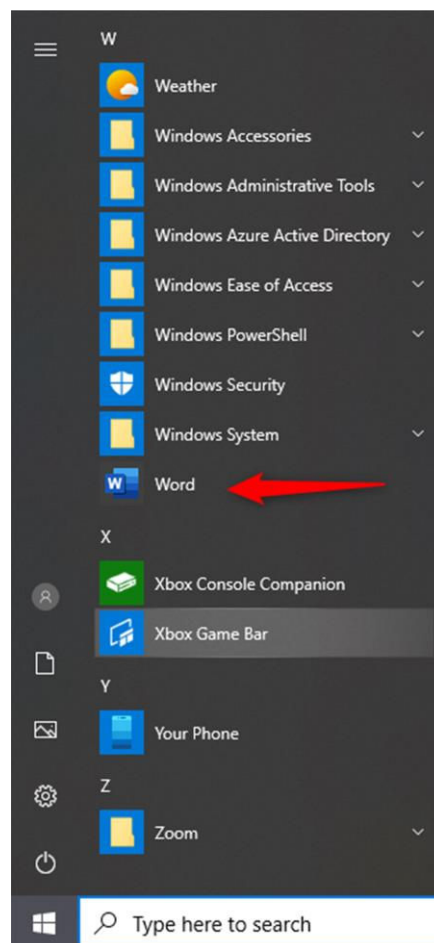 W
Weather
Windows Accessories
Windows Administrative Tools
Windows Azure Active Directory
Windows Ease of Access
Windows PowerShell
Windows Security
Windows System
W
Word
X
Xbox Console Companion
Xbox Game Bar
Y
Your Phone
Z
Zoom
Type here to search